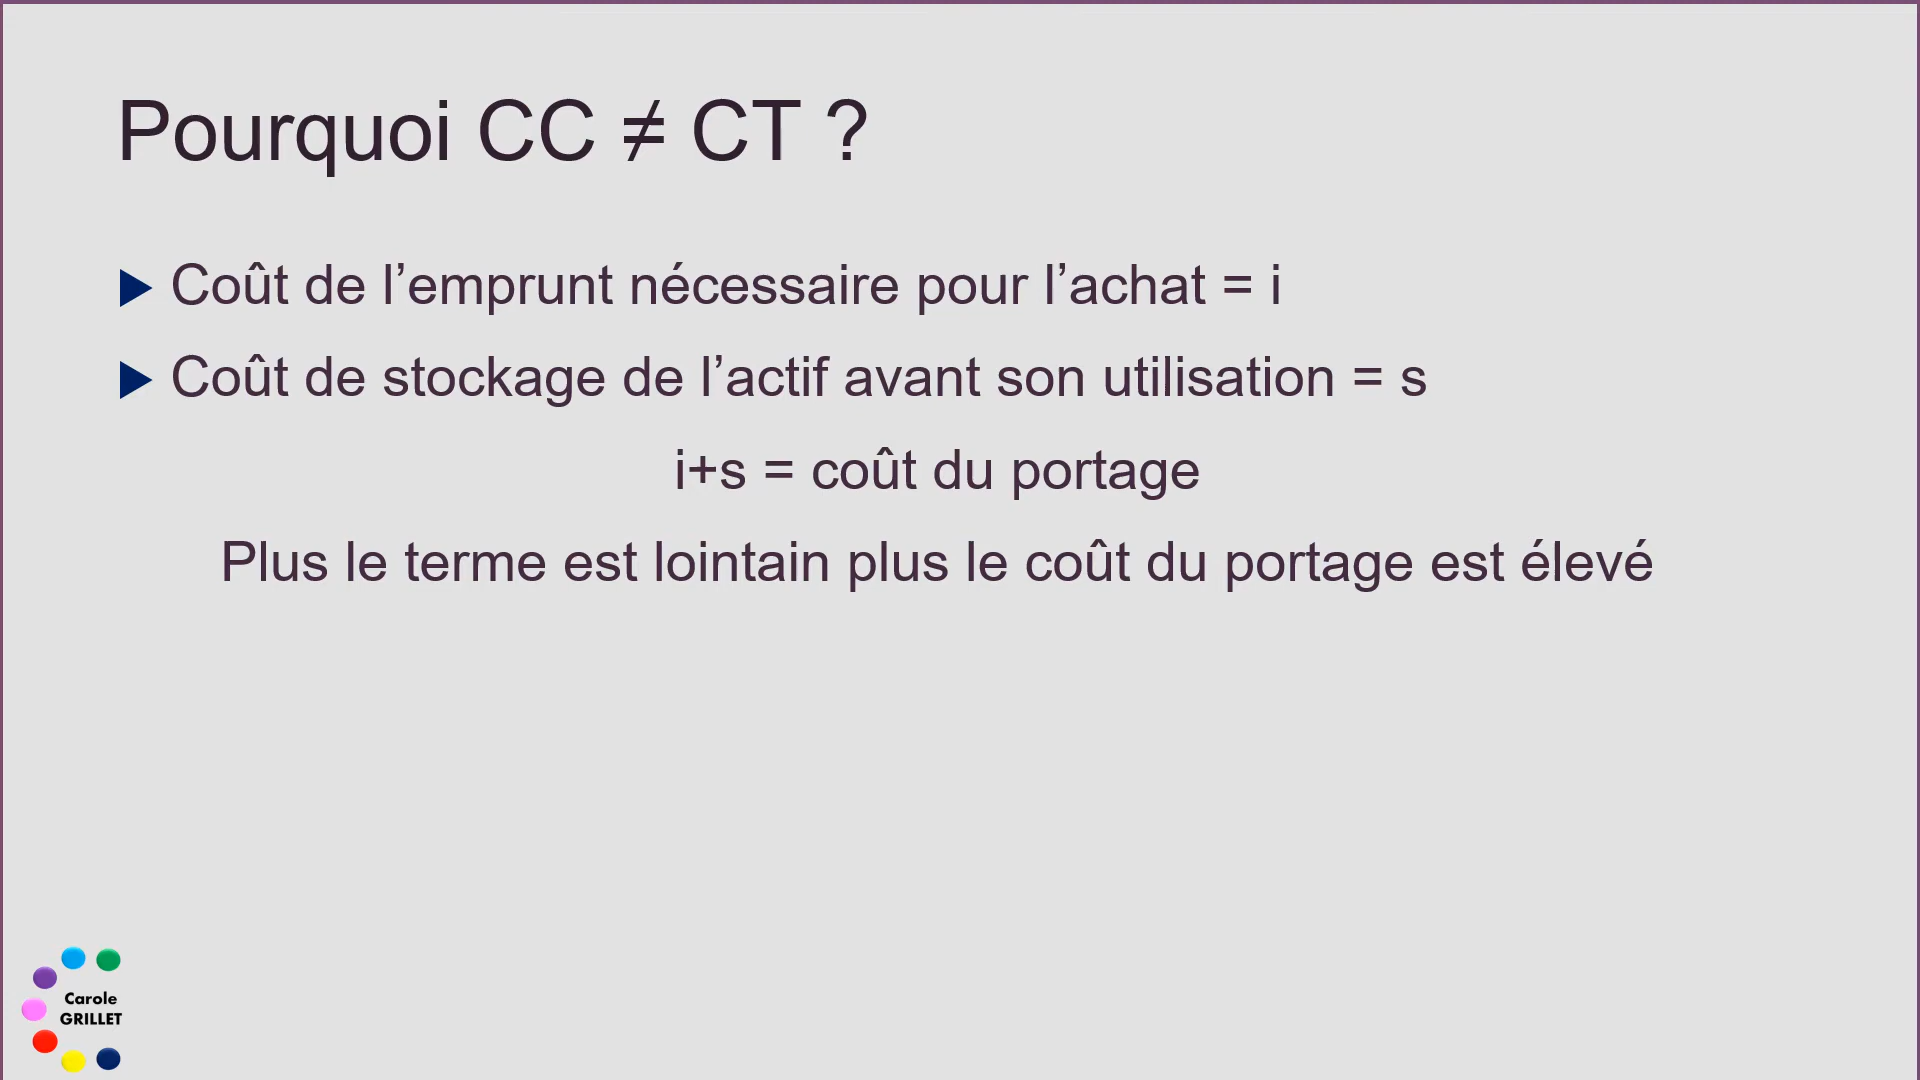 Pourquoi CC ≠ CT ?
Coût de l’emprunt nécessaire pour l’achat = i
Coût de stockage de l’actif avant son utilisation = s
i+s = coût du portage
Plus le terme est lointain plus le coût du portage est élevé
Carole
GRILLET